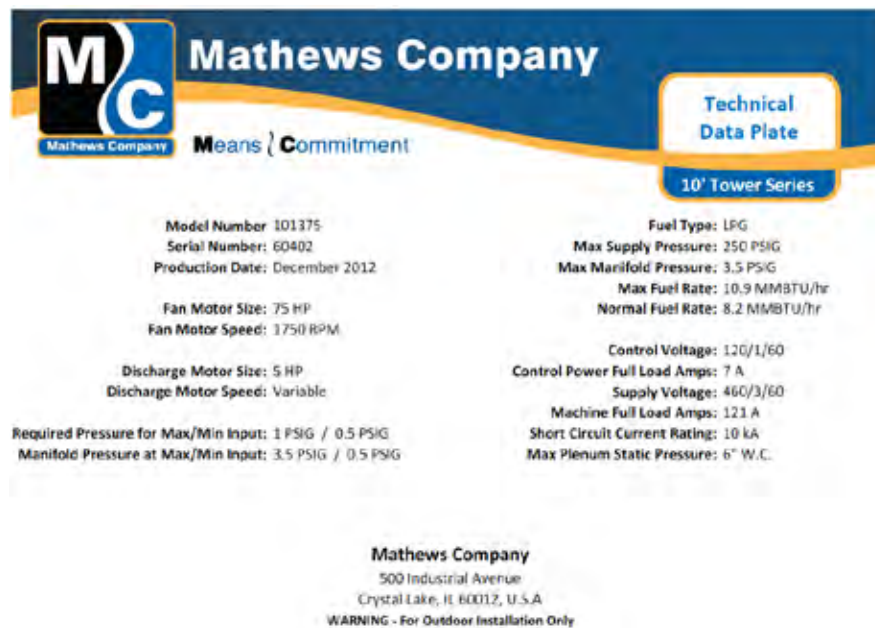 M C
Mathews Company
Mathews Company
Means Commitment
Technical
Data Plate
10' Tower Series
Model Number 101375
Serial Number: 60402
Production Date: December 2012
Fan Motor Size: 75 HP
Fan Motor Speed: 1750 RPM
Discharge Motor Size: 5 HP
Discharge Motor Speed: Variable
Required Pressure for Max/Min Input: 1 PSIG / 0.5 PSIG
Manifold Pressure at Max/Min Input: 3.5 PSIG / 0.5 PSIG
Fuel Type: LPG
Max Supply Pressure: 250 PSIG
Max Manifold Pressure: 3.5 PSIG
Max Fuel Rate: 10.9 MMBTU/hr
Normal Fuel Rate: 8.2 MMBTU/hr
Control Voltage: 120/1/60
Control Power Full Load Amps: 7 A
Supply Voltage: 460/3/60
Machine Full Load Amps: 121 A
Short Circuit Current Rating: 10 kA
Max Plenum Static Pressure: 6" W.C.
Mathews Company
500 Industrial Avenue
Crystal Lake, IL 60012, U.S.A
WARNING - For Outdoor Installation Only